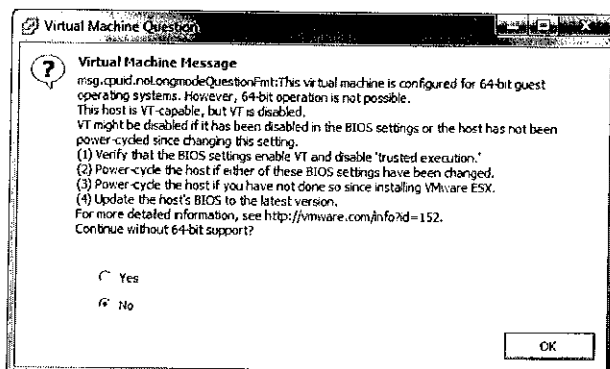 Virtual Machine Question
Virtual Machine Message
msg.cpuid.noLongmodeQuestionFmt:This virtual machine is configured for 64-bit guest
operating systems. However, 64-bit operation is not possible.
This host is VT-capable, but VT is disabled.
VT might be disabled if it has been disabled in the BIOS settings or the host has not been
power-cycled since changing this setting.
(1) Verify that the BIOS settings enable VT and disable 'trusted execution.'
(2) Power-cycle the host if either of these BIOS settings have been changed.
(3) Power-cycle the host if you have not done so since installing VMware ESX.
(4) Update the host's BIOS to the latest version.
For more detailed information, see http://vmware.com/info?id=152.
Continue without 64-bit support?
Yes
No
OK